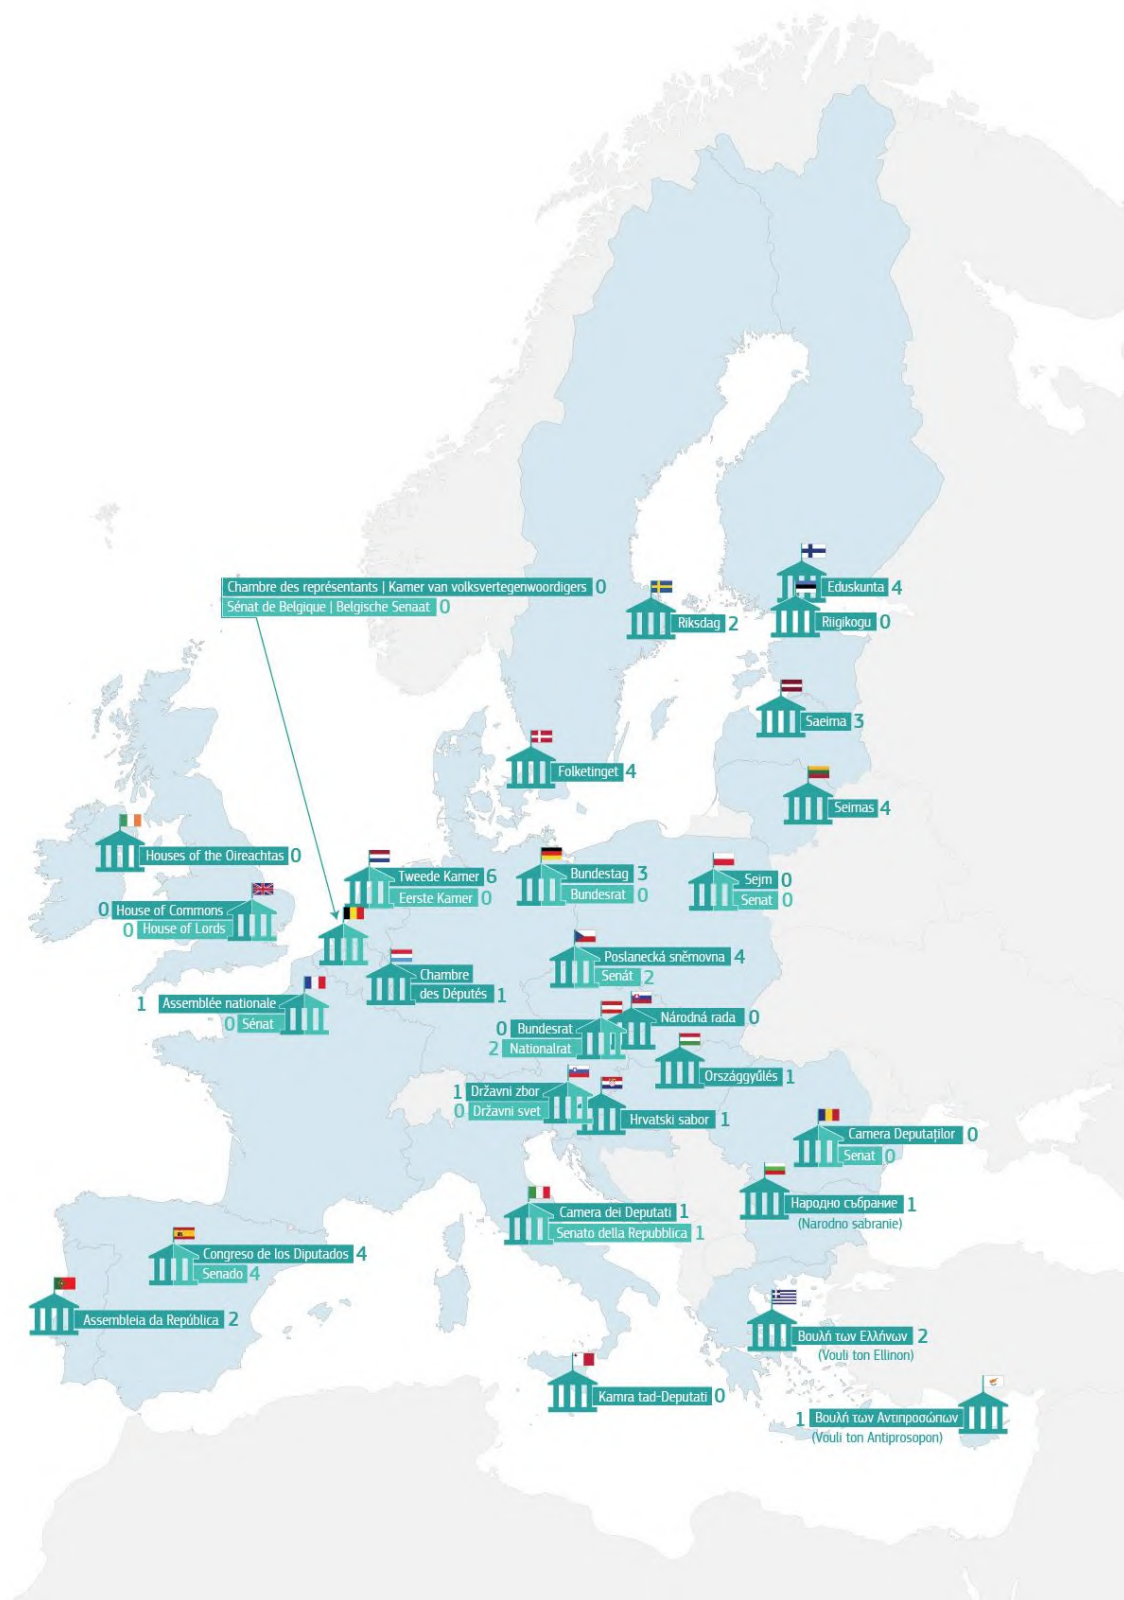 Eduskunta 4
Chambre des représentants | Kamer van volksvertegenwoordigers 0
Sénat de Belgique | Belgische Senaat 0
Riksdag 2
Riigikogu 0
Saeima 3
Folketinget 4
Seimas 4
Houses of the Oireachtas 0
Tweede Kamer 6
Eerste Kamer 0
Bundestag 3
Bundesrat 0
Sejm 0
Senat 0
0 House of Commons
0 House of Lords
Poslanecká sněmovna 4
Senát 2
Chambre
des Députés 1
1 Assemblée nationale
0 Sénat
Národná rada 0
0 Bundesrat
2 Nationalrat
Országgyűlés 1
1 Državni zbor
0 Državni svet
Hrvatski sabor 1
Camera Deputaților 0
Senat 0
Народно събрание 1
(Narodno sabranie)
Camera dei Deputati 1
Senato della Repubblica 1
Congreso de los Diputados 4
Senado 4
Assembleia da República 2
Βουλή των Ελλήνων 2
(Vouli ton Ellinon)
Kamra tad-Deputati 0
1 Βουλή των Αντιπροσώπων
(Vouli ton Antiprosopon)